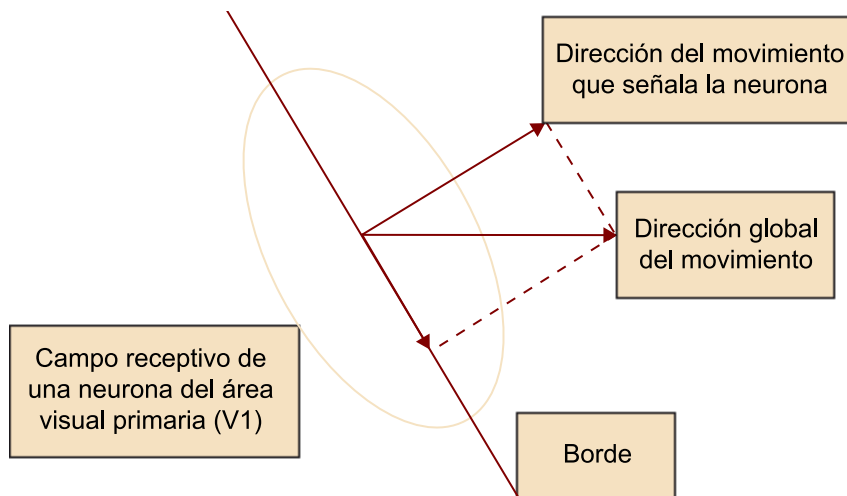 Dirección del movimiento
que señala la neurona
Dirección global
del movimiento
Campo receptivo de
una neurona del área
visual primaria (V1)
Borde